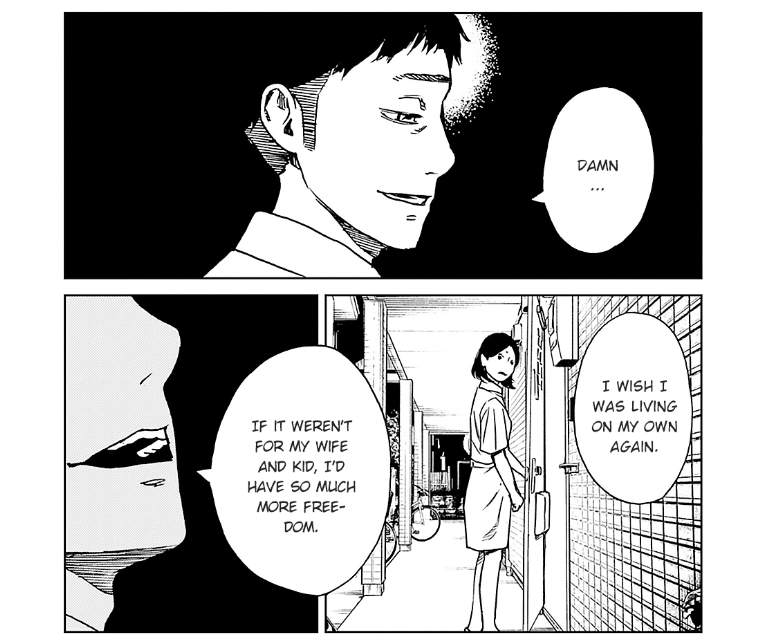 DAMN
...
I WISH I
WAS LIVING
ON MY OWN
AGAIN.
IF IT WEREN'T
FOR MY WIFE
AND KID, I'D
HAVE SO MUCH
MORE FREE-
DOM.